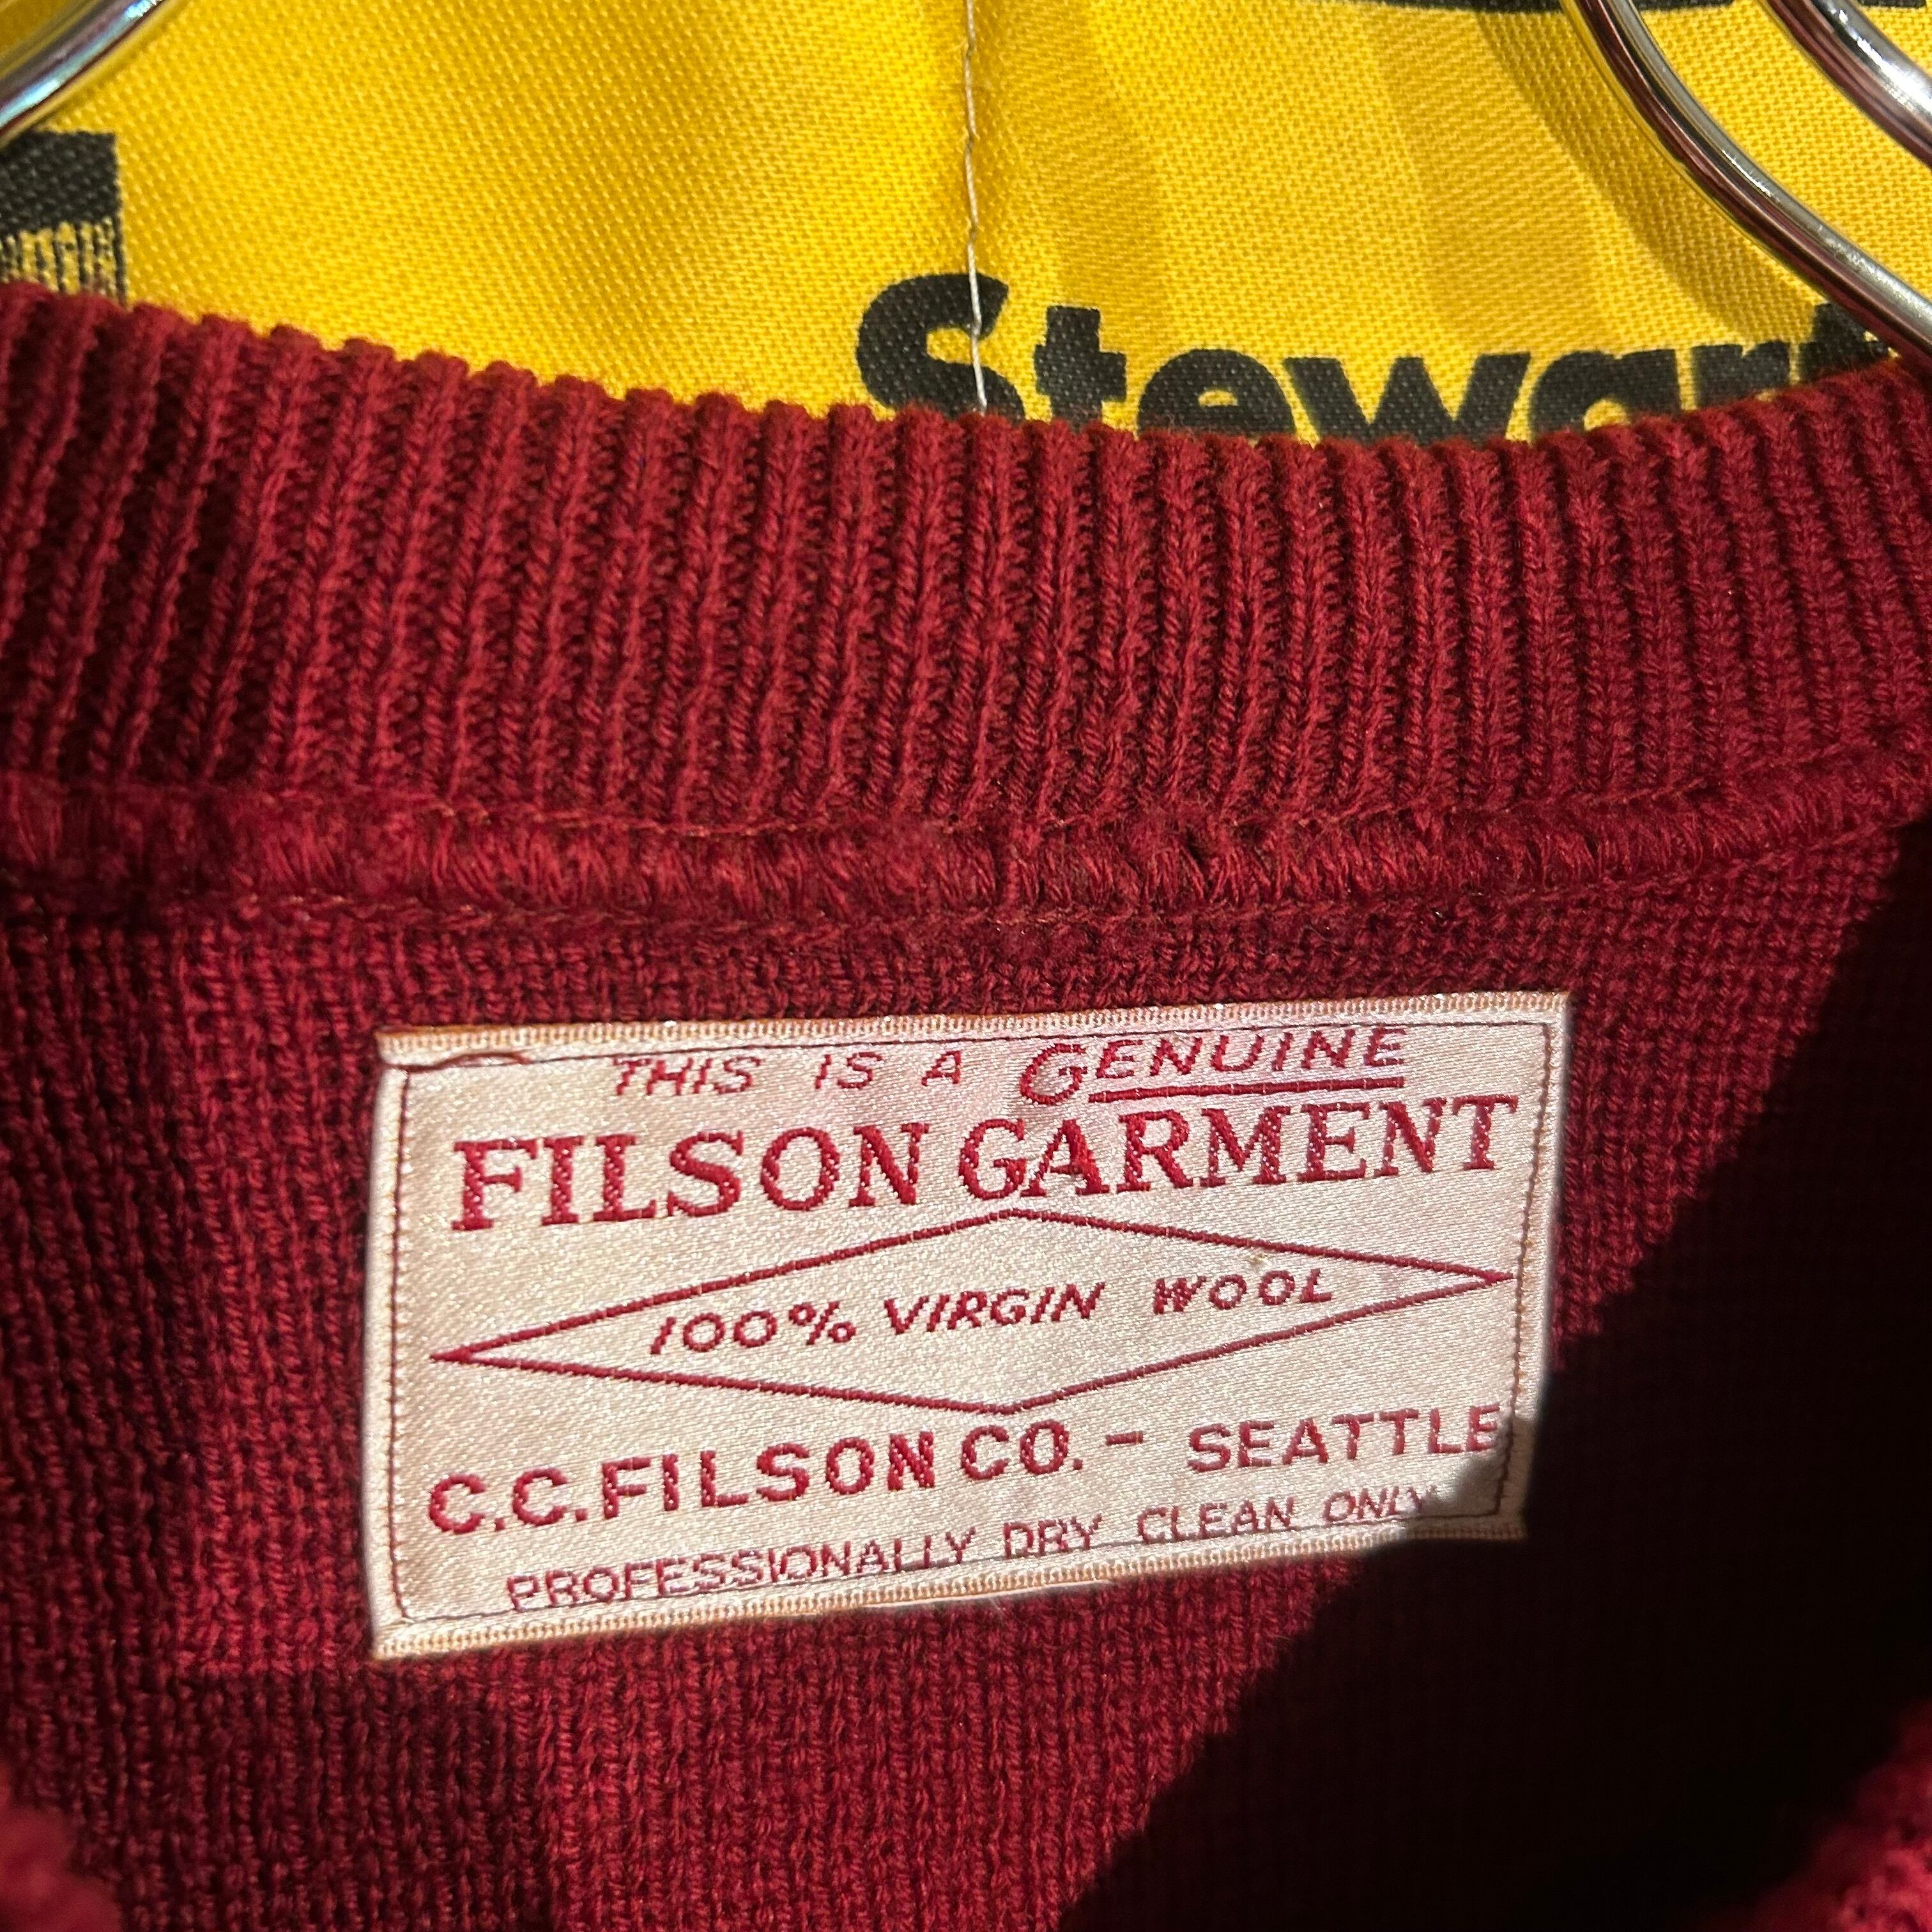 Stewart
THIS IS A GENUINE
FILSON GARMENT
100% VIRGIN WOOL
C.C.FILSON CO. - SEATTLE
PROFESSIONALLY DRY CLEAN ONLY